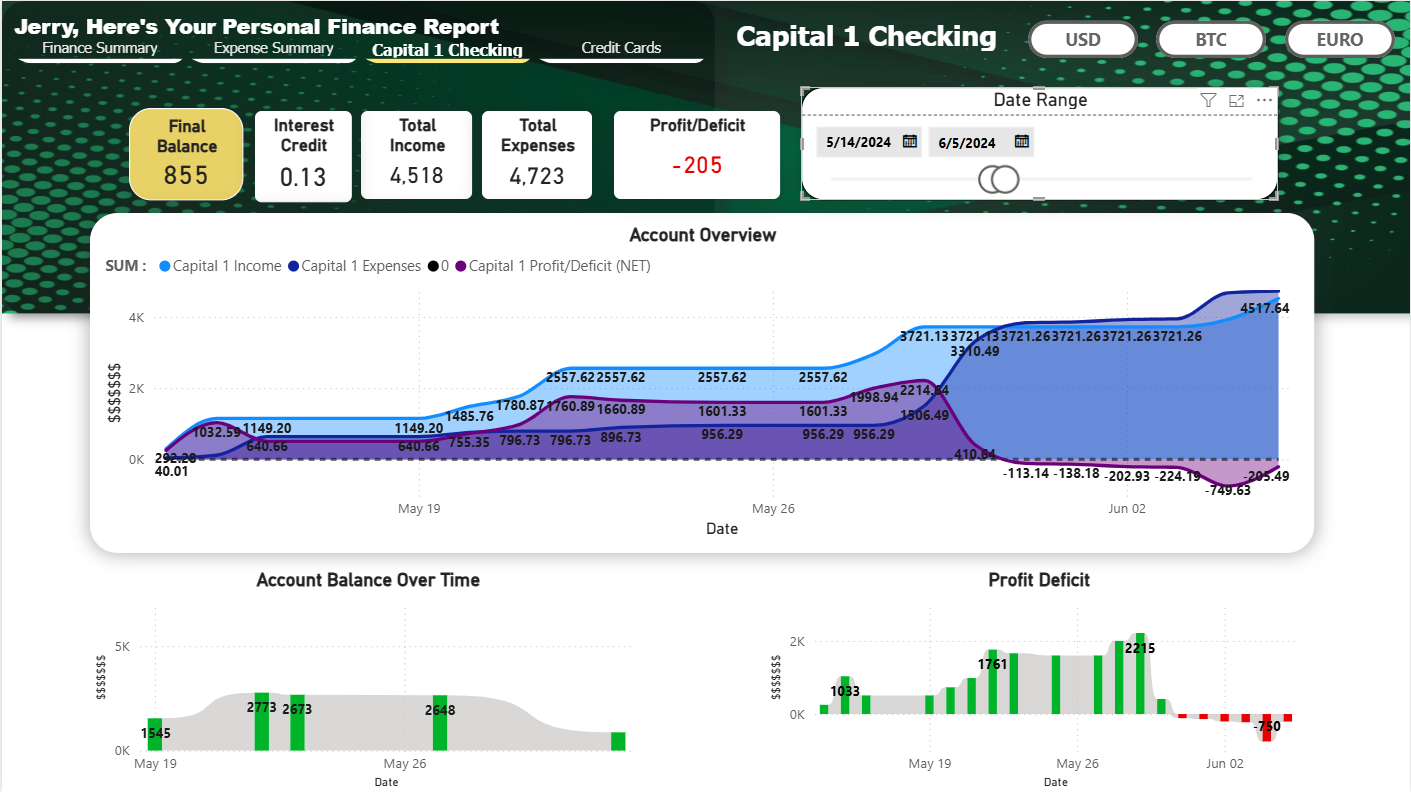 Jerry, Here's Your Personal Finance Report
Finance Summary
Expense Summary
Capital 1 Checking
Credit Cards
Capital 1 Checking
USD
BTC
EURO
Final
Balance
855
Interest
Credit
0.13
Total
Income
4,518
Total
Expenses
4,723
Profit/Deficit
-205
Date Range
5/14/2024
6/5/2024
Account Overview
SUM : Capital 1 Income Capital 1 Expenses 0 Capital 1 Profit/Deficit (NET)
$$$$$$$$
4K
2K
0K
292.28
40.01
1032.59
1149.20
640.66
1149.20
640.66
1485.76
755.35
1780.87
796.73
2557.62
1760.89
796.73
2557.62
1660.89
896.73
2557.62
1601.33
956.29
2557.62
1601.33
956.29
1998.94
956.29
3721.13
2214.64
1506.49
3721.13
3310.49
410.64
3721.26
-113.14
3721.26
-138.18
3721.26
-202.93
3721.26
-224.19
-749.63
4517.64
-205.49
May 19
May 26
Jun 02
Date
Account Balance Over Time
$$$$$$$
5K
0K
1545
2773
2673
2648
May 19
May 26
Date
Profit Deficit
$$$$$$$
2K
0K
1033
1761
2215
-750
May 19
May 26
Jun 02
Date